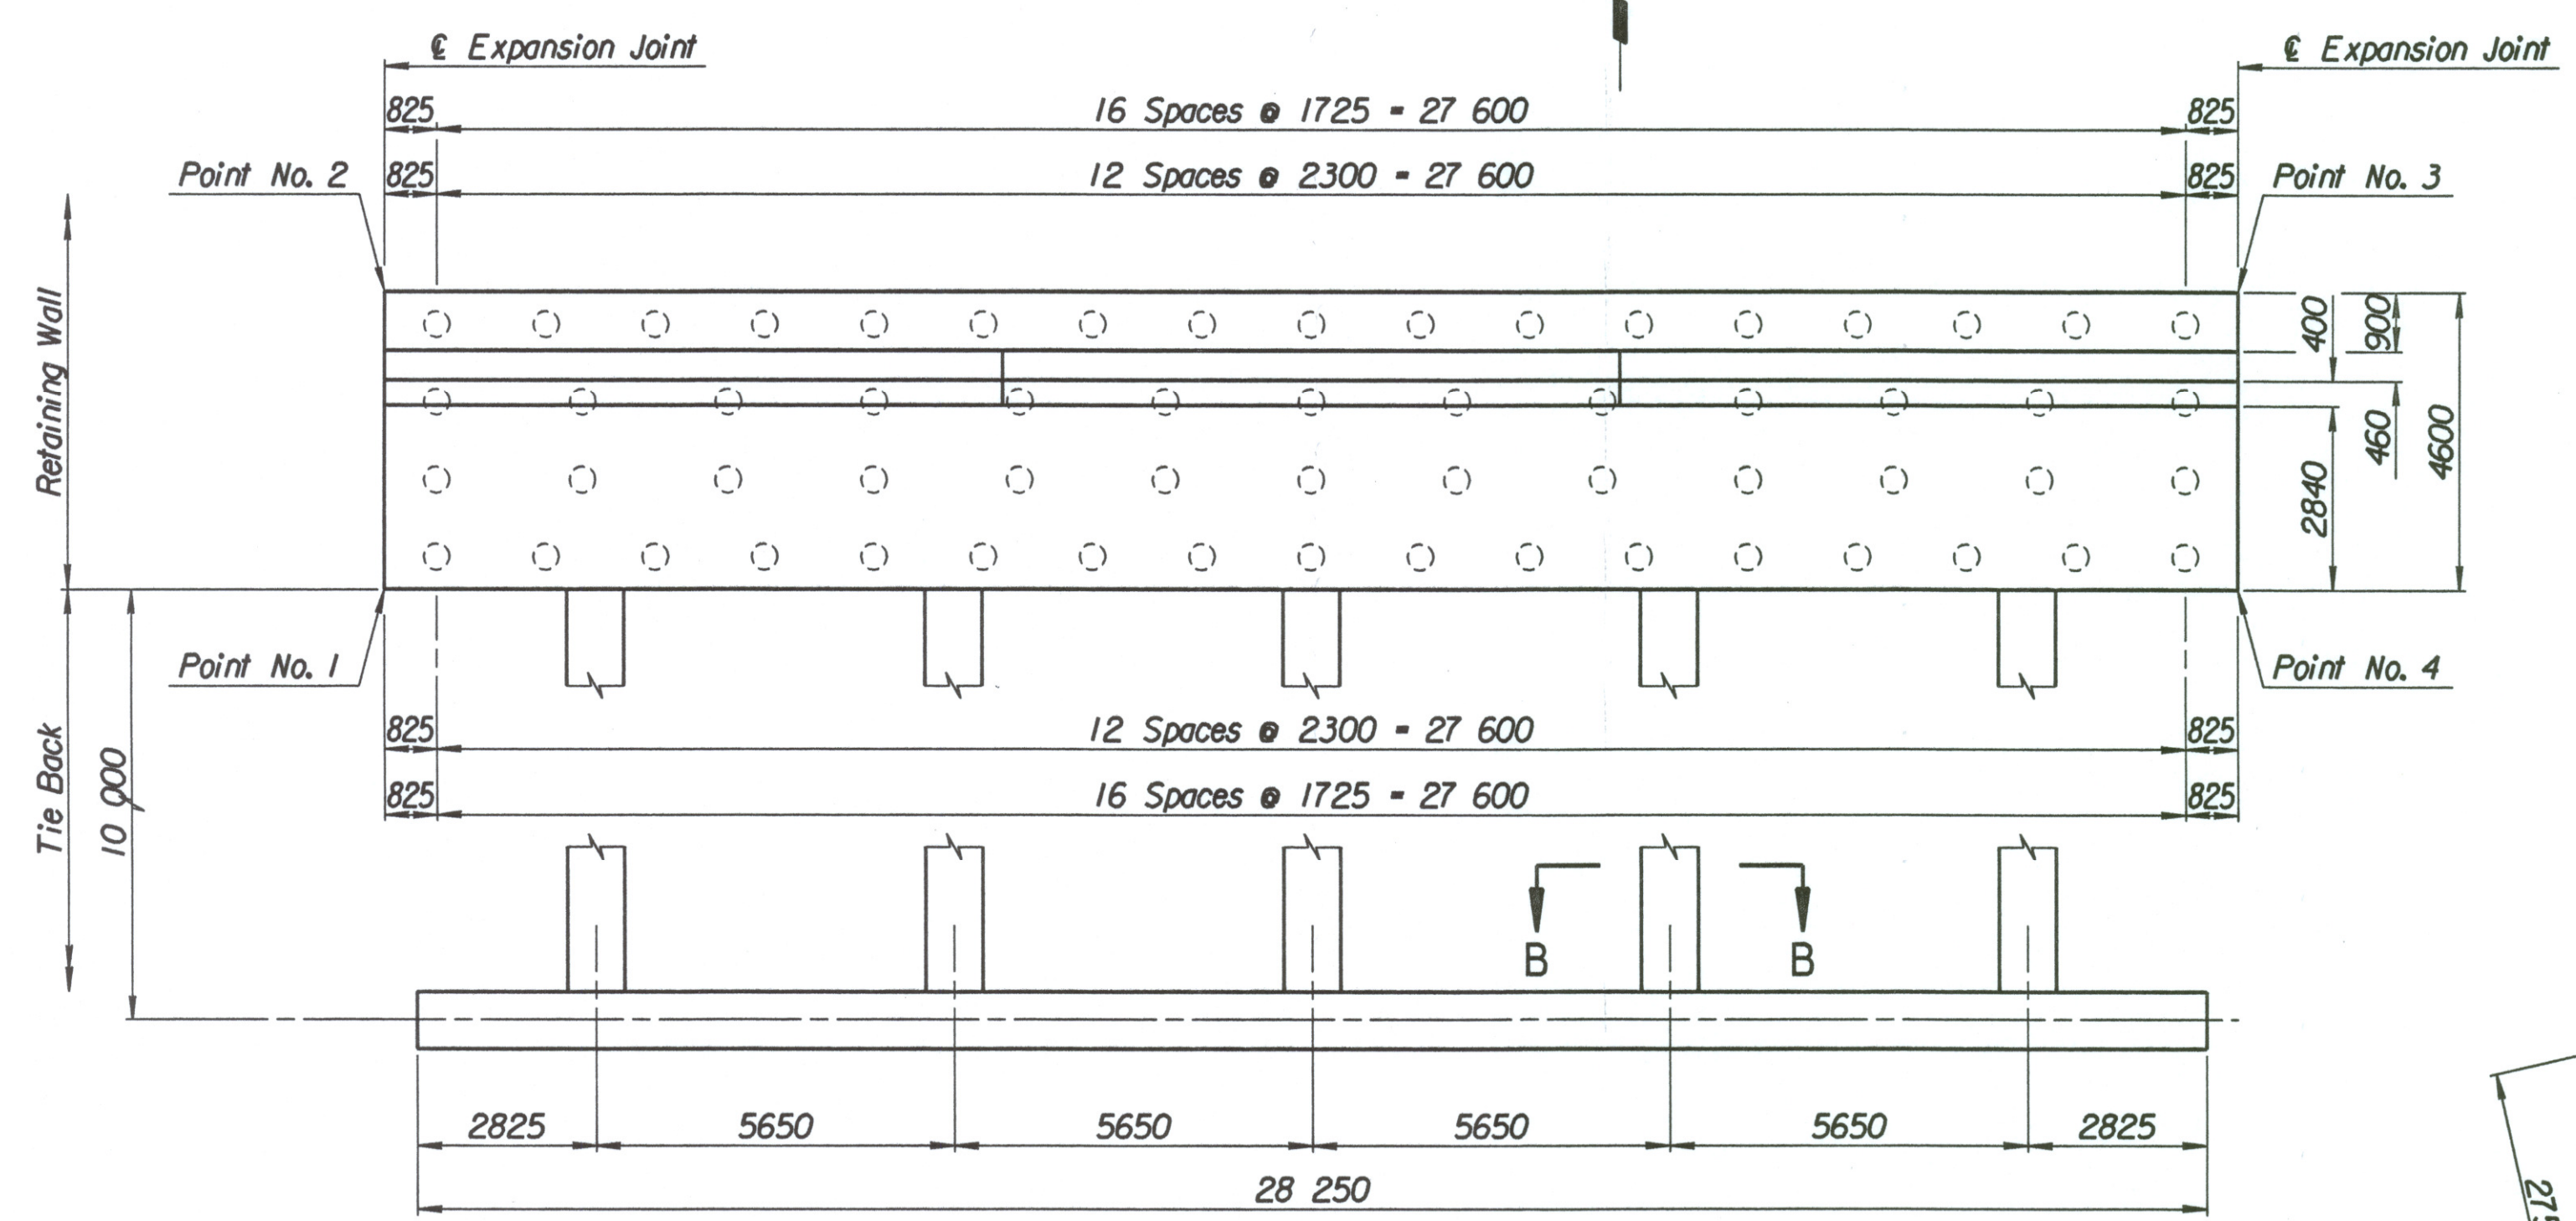 ℄ Expansion Joint
℄ Expansion Joint
825
16 Spaces @ 1725 = 27 600
825
Point No. 2
825
12 Spaces @ 2300 = 27 600
825
Point No. 3
Retaining Wall
400
900
460
4600
2840
Point No. 1
Point No. 4
825
12 Spaces @ 2300 = 27 600
825
Tie Back
10 000
825
16 Spaces @ 1725 = 27 600
825
B
B
2825
5650
5650
5650
5650
2825
28 250